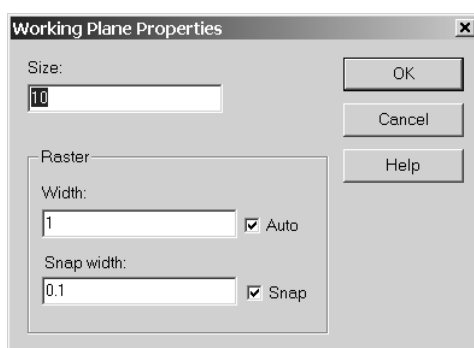 Working Plane Properties
Size:
10
OK
Cancel
Help
Raster
Width:
1
Auto
Snap width:
0.1
Snap